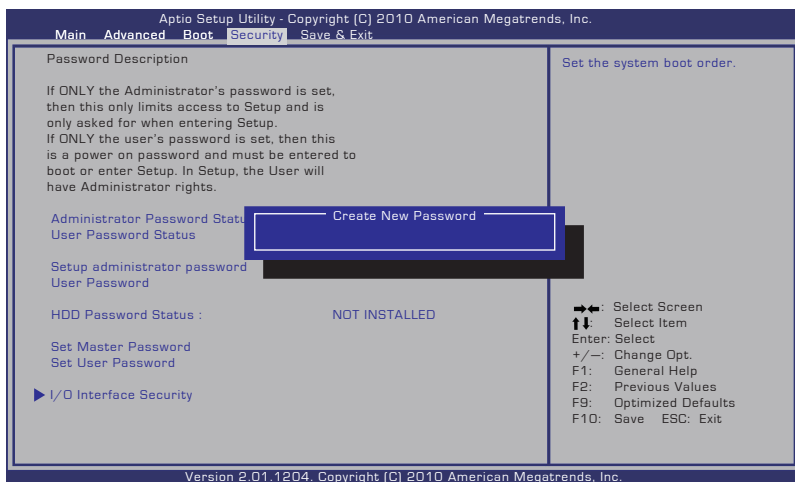 Aptio Setup Utility - Copyright (C) 2010 American Megatrends, Inc.
Main Advanced Boot Security Save & Exit
Password Description
If ONLY the Administrator's password is set,
then this only limits access to Setup and is
only asked for when entering Setup.
If ONLY the user's password is set, then this
is a power on password and must be entered to
boot or enter Setup. In Setup, the User will
have Administrator rights.
Administrator Password Statu
User Password Status
Create New Password
Setup administrator password
User Password
HDD Password Status : NOT INSTALLED
Set Master Password
Set User Password
I/O Interface Security
Set the system boot order.
→←: Select Screen
↑↓: Select Item
Enter: Select
+/—: Change Opt.
F1: General Help
F2: Previous Values
F9: Optimized Defaults
F10: Save ESC: Exit
Version 2.01.1204. Copyright (C) 2010 American Megatrends, Inc.